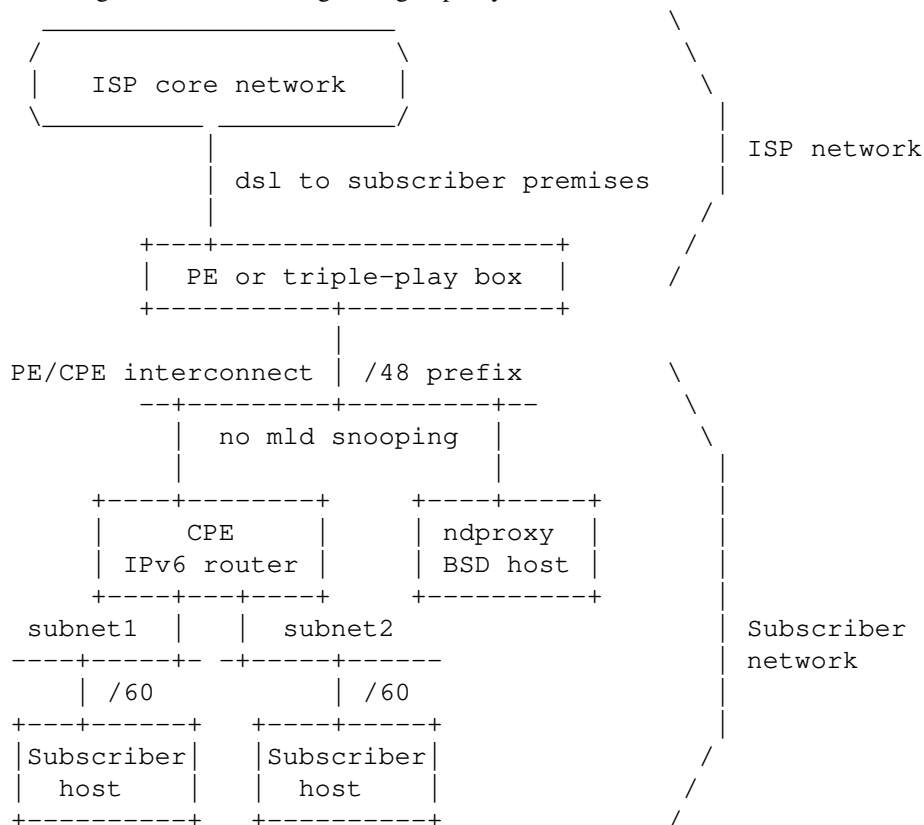 ISP core network
ISP network
dsl to subscriber premises
PE or triple-play box
PE/CPE interconnect | /48 prefix
no mld snooping
CPE ndproxy
IPv6 router BSD host
subnet1 subnet2 Subscriber
network
/60 /60
Subscriber Subscriber
host host